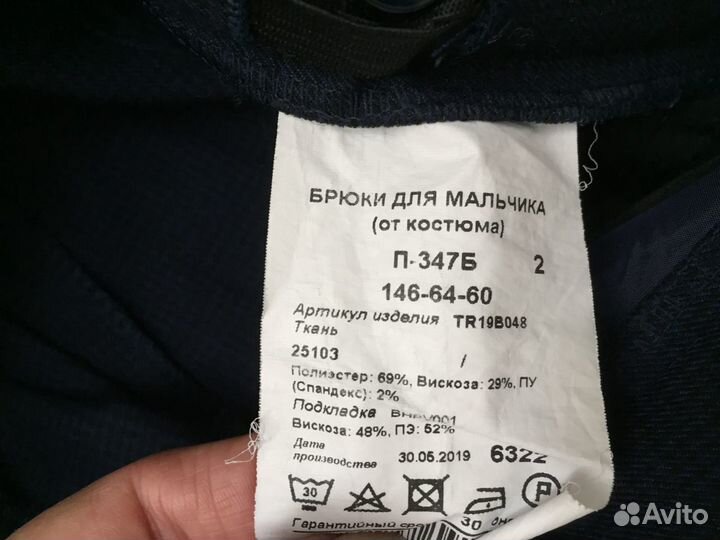 БРЮКИ ДЛЯ МАЛЬЧИКА
(от костюма)
П-347Б 2
146-64-60
Артикул изделия TR19B048
Ткань
25103 /
Полиэстер: 69%, Вискоза: 29%, ПУ
(Спандекс): 2%
Подкладка
Вискоза: 48%, ПЭ: 52%
Дата
производства 30.05.2019 6322
30 P
Гарантийный 30
Avito